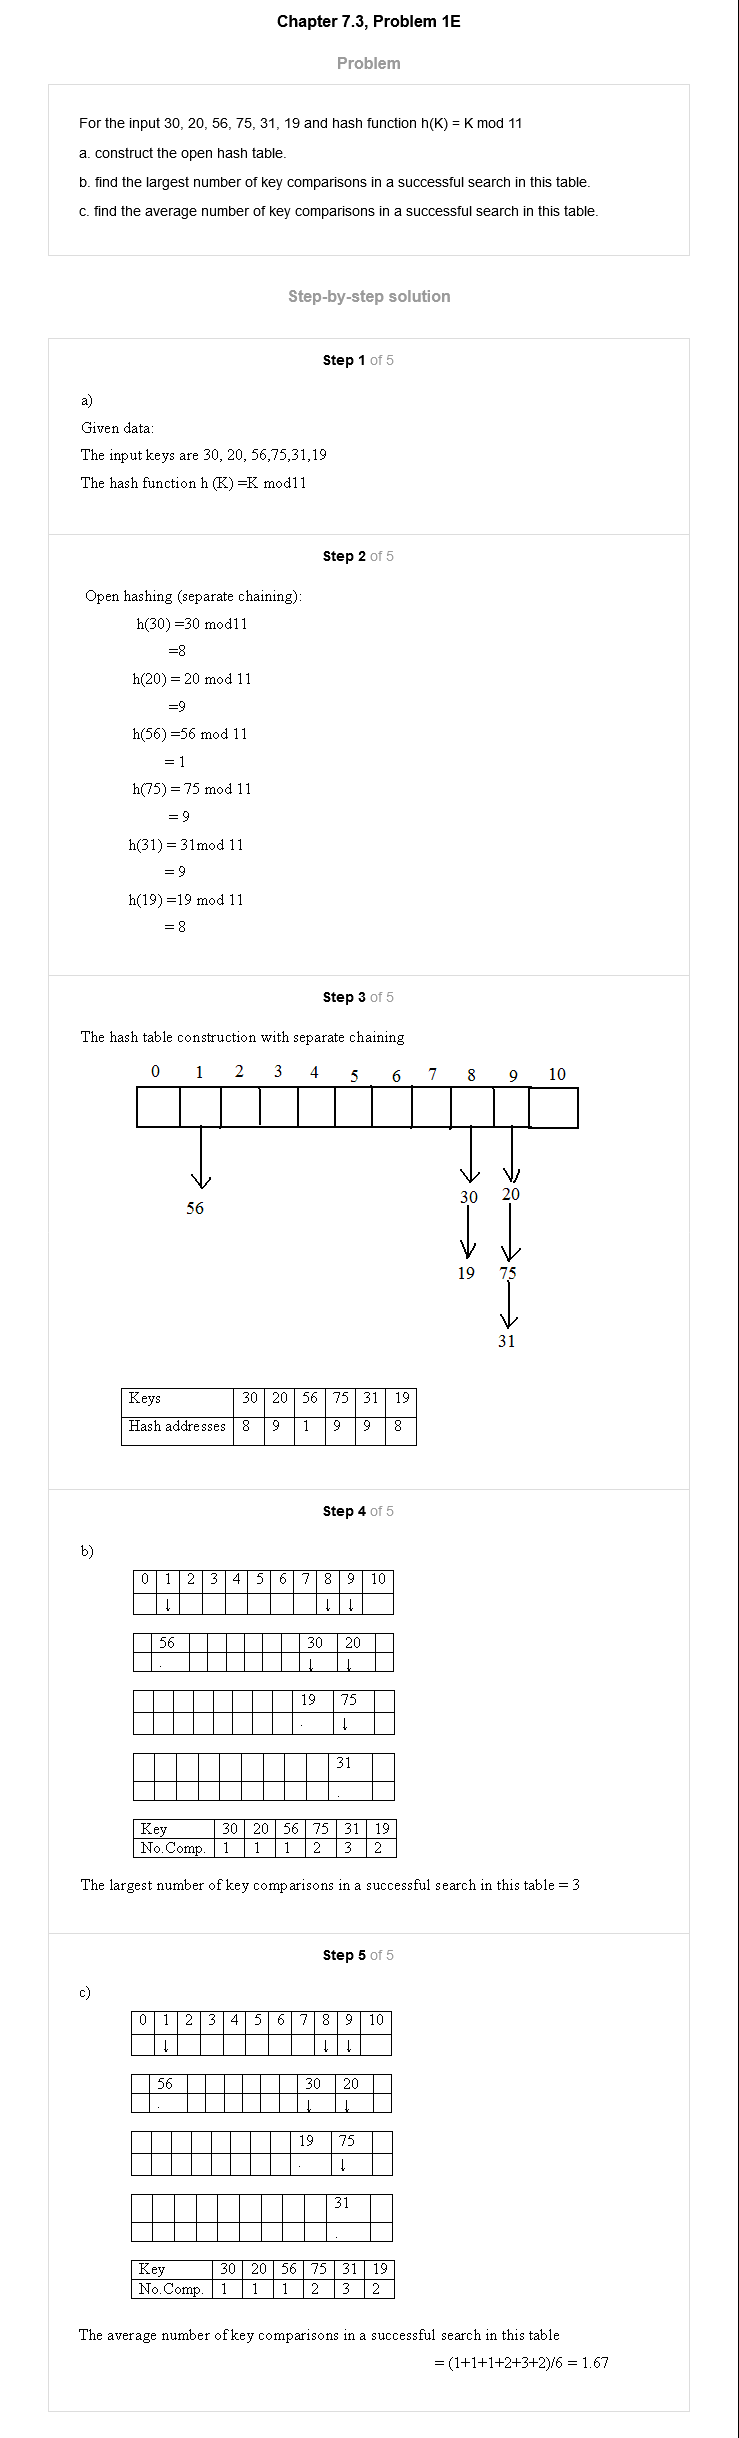 Chapter 7.3, Problem 1E
Problem
For the input 30, 20, 56, 75, 31, 19 and hash function h(K) = K mod 11
a. construct the open hash table.
b. find the largest number of key comparisons in a successful search in this table.
c. find the average number of key comparisons in a successful search in this table.
Step-by-step solution
Step 1 of 5
a)
Given data:
The input keys are 30, 20, 56,75,31,19
The hash function h (K) =K mod11
Step 2 of 5
Open hashing (separate chaining):
h(30) =30 mod11
=8
h(20) = 20 mod 11
=9
h(56) =56 mod 11
= 1
h(75) = 75 mod 11
= 9
h(31) = 31mod 11
= 9
h(19) =19 mod 11
= 8
Step 3 of 5
The hash table construction with separate chaining
0 1 2 3 4 5 6 7 8 9 10
56 30 20
19 75
31
Keys 30 20 56 75 31 19
Hash addresses 8 9 1 9 9 8
Step 4 of 5
b)
0 1 2 3 4 5 6 7 8 9 10
↓ ↓ ↓
56 30 20
. ↓ ↓
19 75
. ↓
31
.
Key 30 20 56 75 31 19
No.Comp. 1 1 1 2 3 2
The largest number of key comparisons in a successful search in this table = 3
Step 5 of 5
c)
0 1 2 3 4 5 6 7 8 9 10
↓ ↓ ↓
56 30 20
. ↓ ↓
19 75
. ↓
31
.
Key 30 20 56 75 31 19
No.Comp. 1 1 1 2 3 2
The average number of key comparisons in a successful search in this table
= (1+1+1+2+3+2)/6 = 1.67